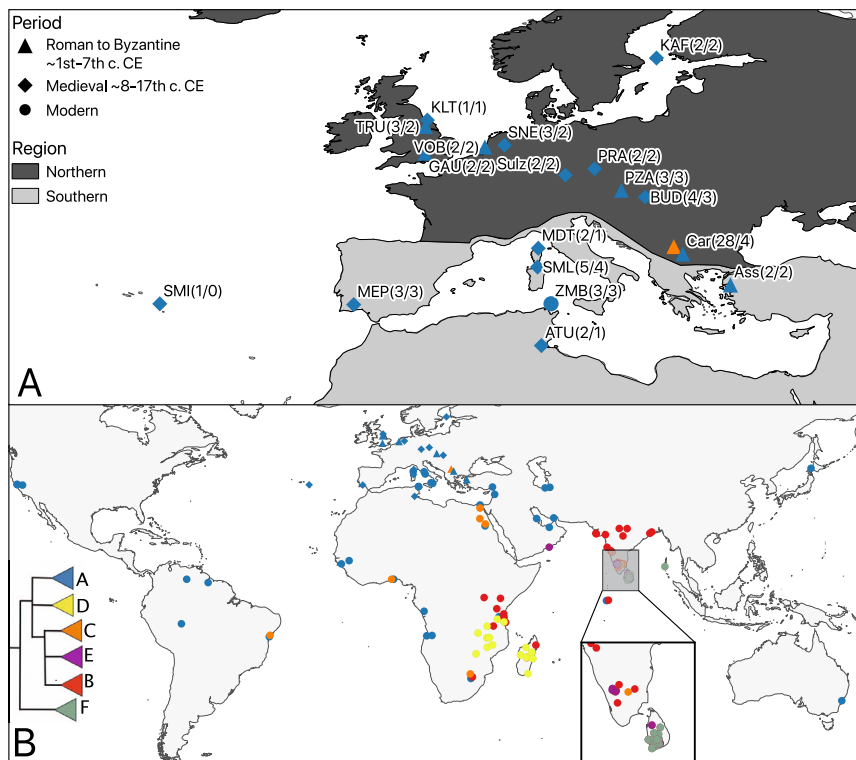 Period
Roman to Byzantine
~1st-7th c. CE
Medieval ~8-17th c. CE
Modern
Region
Northern
Southern
KAF(2/2)
KLT(1/1)
TRU(3/2)
SNE(3/2)
VOB(2/2)
GAU(2/2)
Sulz(2/2)
PRA(2/2)
PZA(3/3)
BUD(4/3)
MDT(2/1)
Car(28/4)
SML(5/4)
Ass(2/2)
SMI(1/0)
MEP(3/3)
ZMB(3/3)
ATU(2/1)
A
A
D
C
E
B
F
B